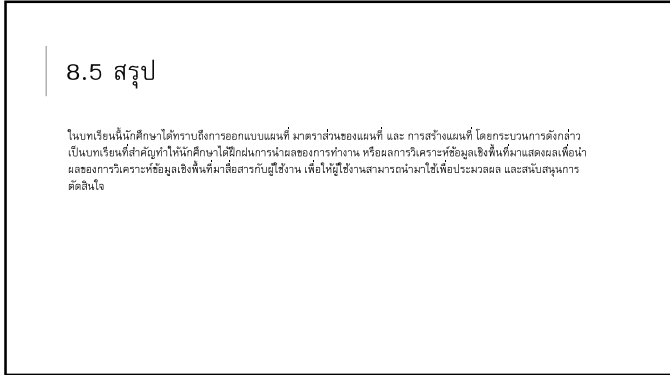 8.5 สรุป
ในบทเรียนนี้นักศึกษาได้ทราบถึงการออกแบบแผนที่ มาตราส่วนของแผนที่ และ การสร้างแผนที่ โดยกระบวนการดังกล่าว
เป็นบทเรียนที่สำคัญทำให้นักศึกษาได้ฝึกฝนการนำผลของการทำงาน หรือผลการวิเคราะห์ข้อมูลเชิงพื้นที่มาแสดงผลเพื่อนำ
ผลของการวิเคราะห์ข้อมูลเชิงพื้นที่มาสื่อสารกับผู้ใช้งาน เพื่อให้ผู้ใช้งานสามารถนำมาใช้เพื่อประมวลผล และสนับสนุนการ
ตัดสินใจ